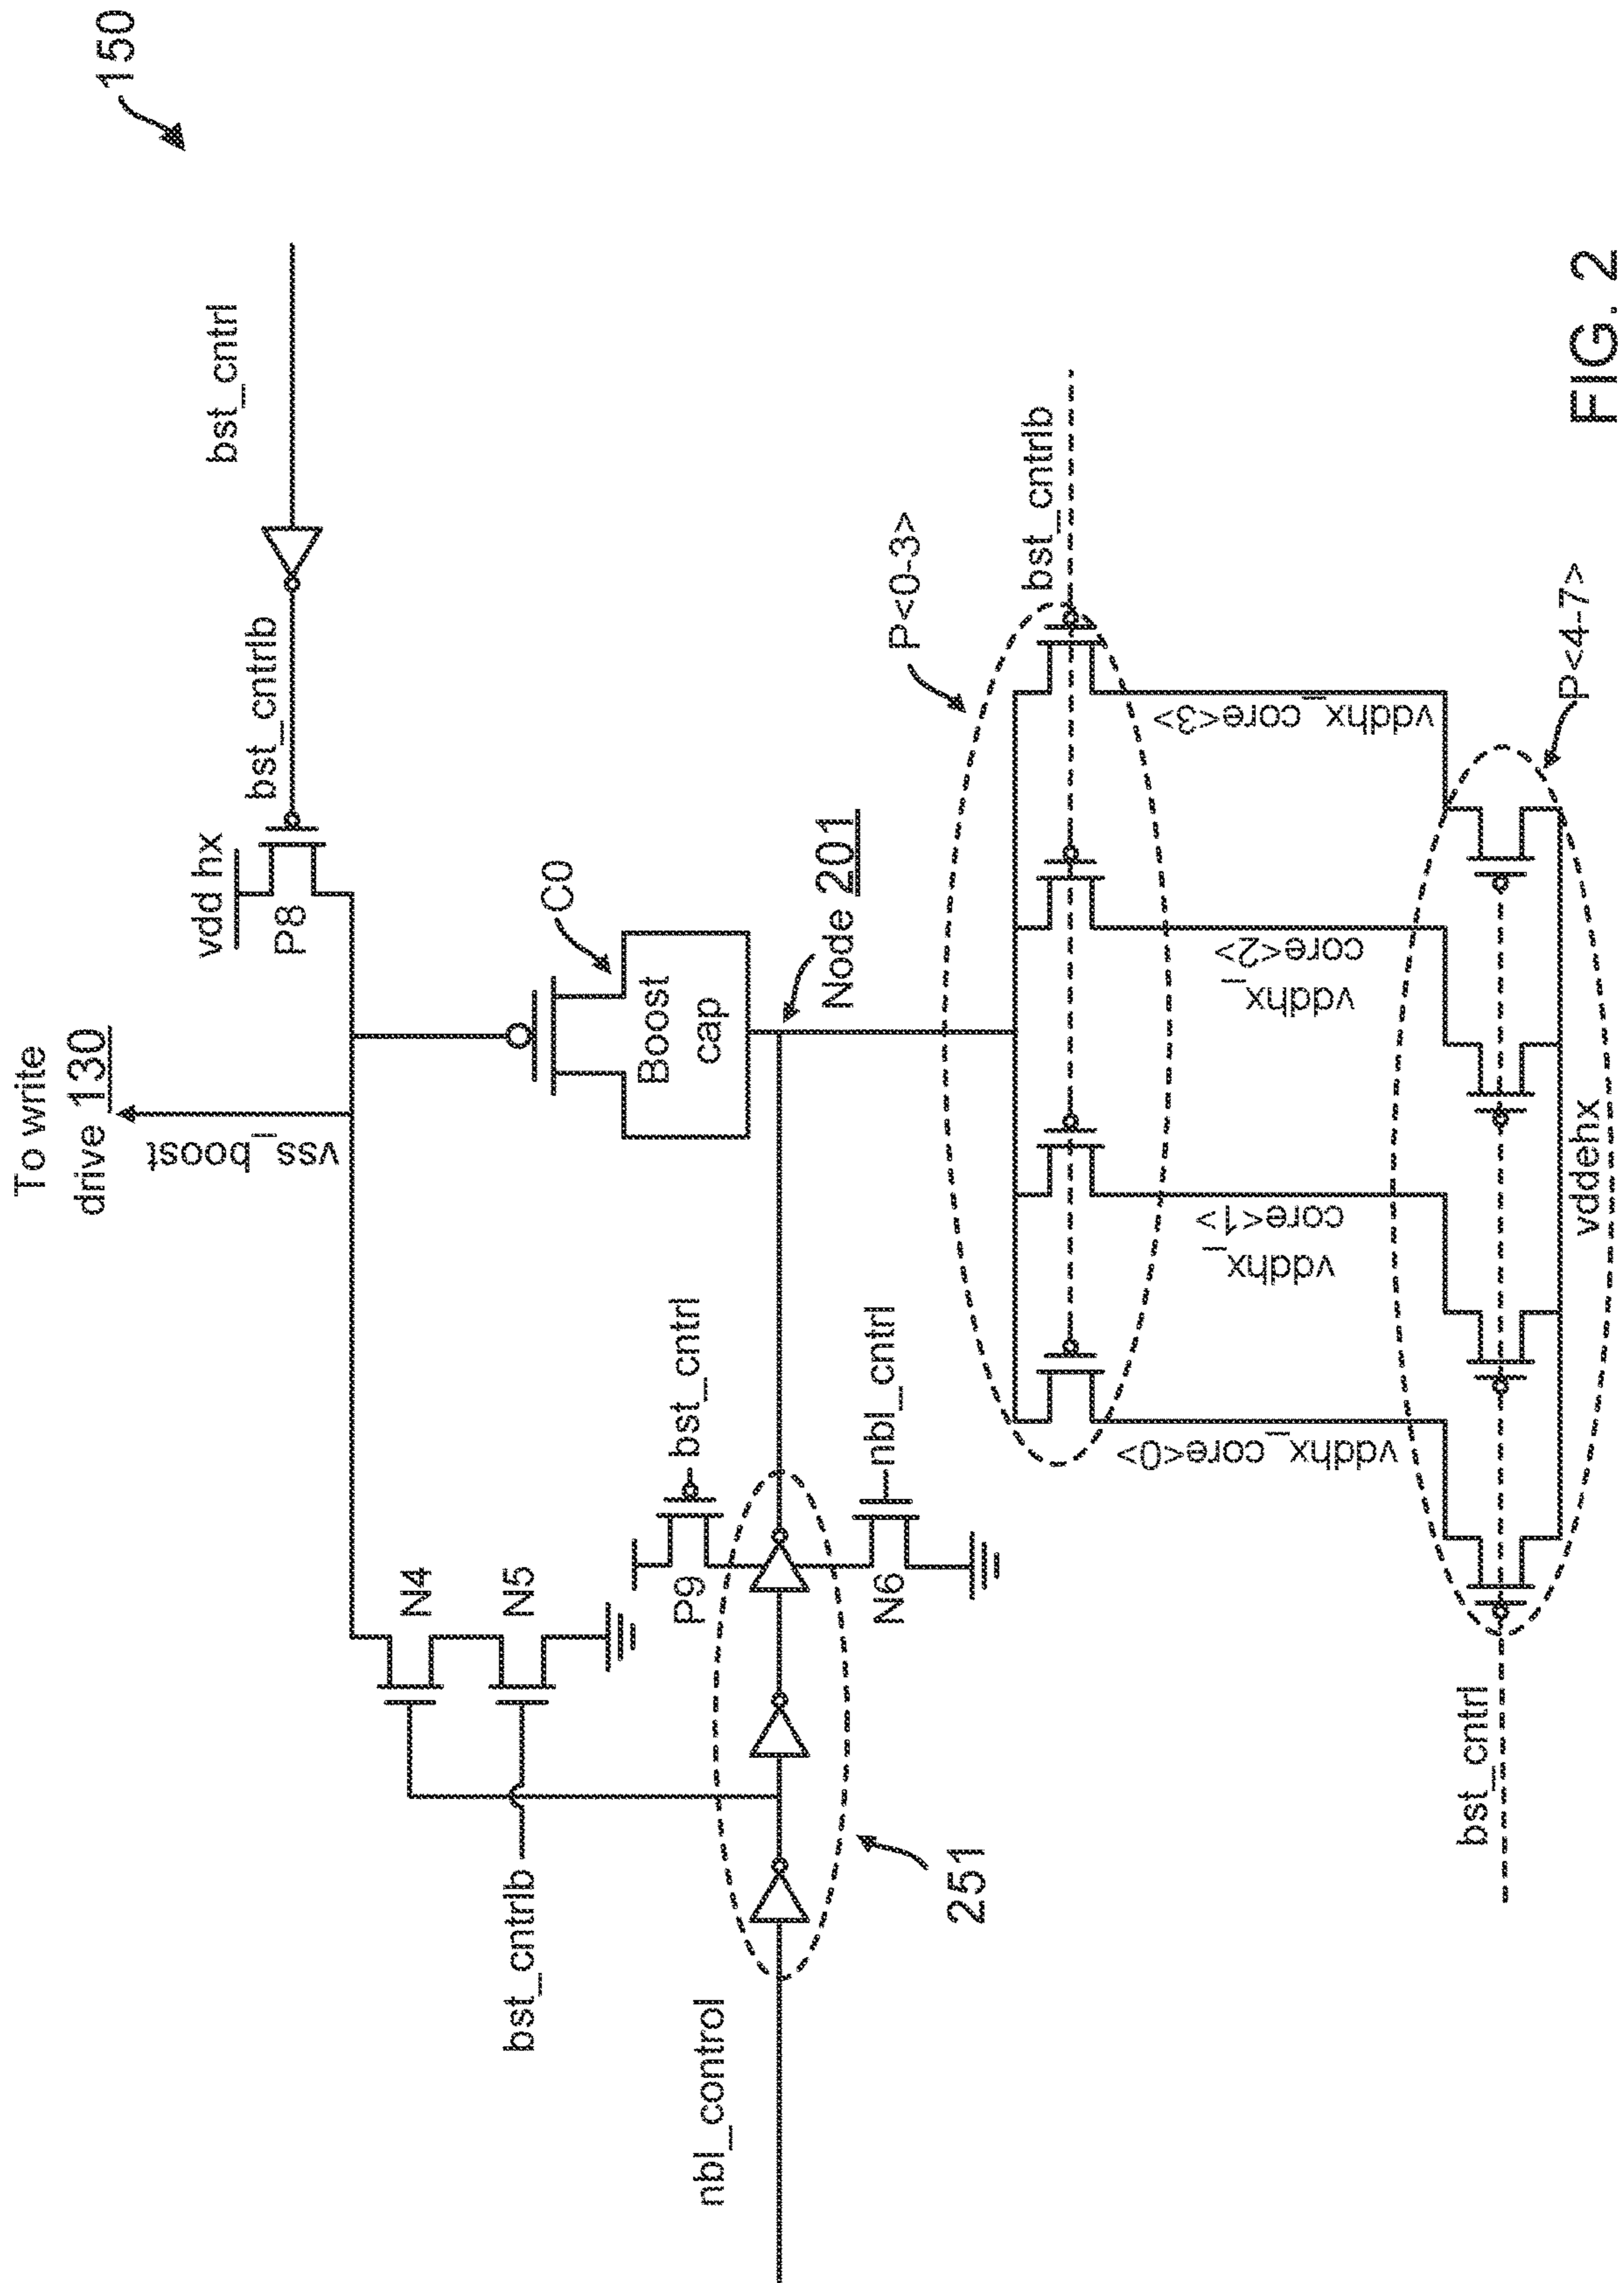 150
To write
drive 130
vss_boost
vdd hx
P8
bst_cntrlb
bst_cntrl
C0
Boost
cap
Node 201
N4
N5
bst_cntrlb
P9
bst_cntrl
nbl_control
N6
nbl_cntrl
251
P<0-3>
bst_cntrlb
vddhx_core<0>
vddhx_
core<1>
vddhx_
core<2>
vddhx_core<3>
bst_cntrl
vddehx
P<4-7>
FIG. 2